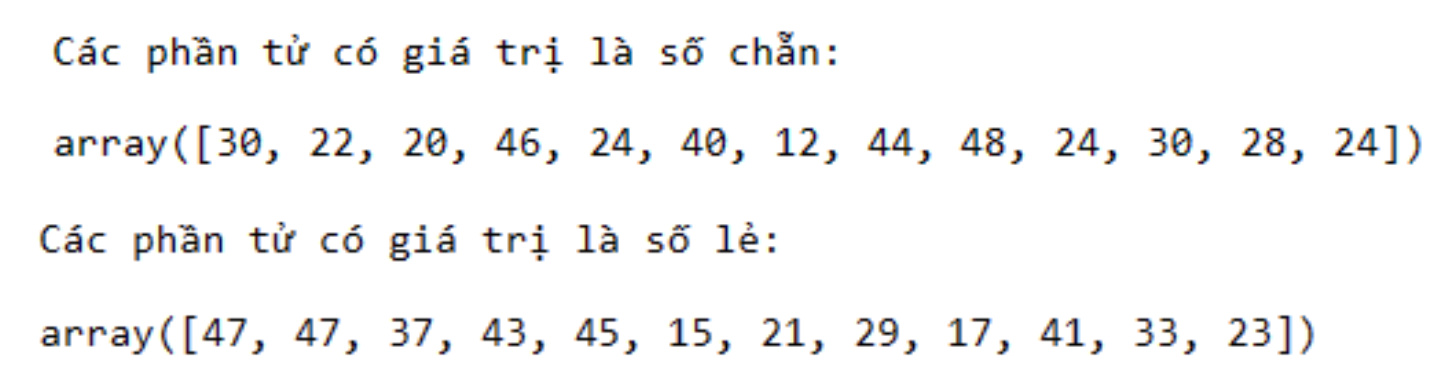 Các phần tử có giá trị là số chẵn:
array([30, 22, 20, 46, 24, 40, 12, 44, 48, 24, 30, 28, 24])
Các phần tử có giá trị là số lẻ:
array([47, 47, 37, 43, 45, 15, 21, 29, 17, 41, 33, 23])